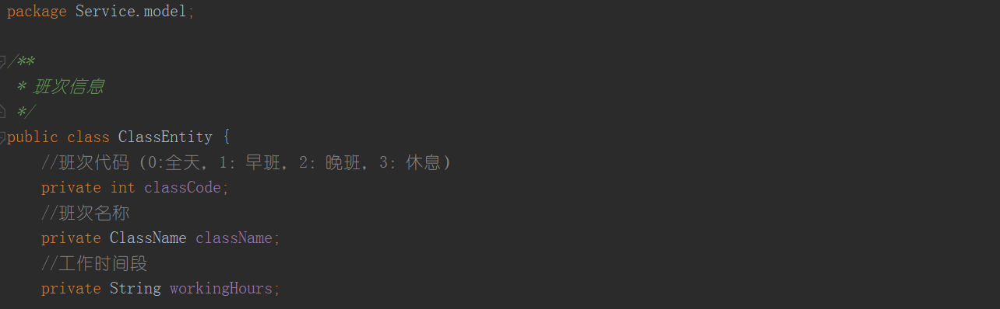 package Service.model;
/**
 * 班次信息
 */
public class ClassEntity {
    //班次代码 (0:全天, 1: 早班, 2: 晚班, 3: 休息)
    private int classCode;
    //班次名称
    private ClassName className;
    //工作时间段
    private String workingHours;